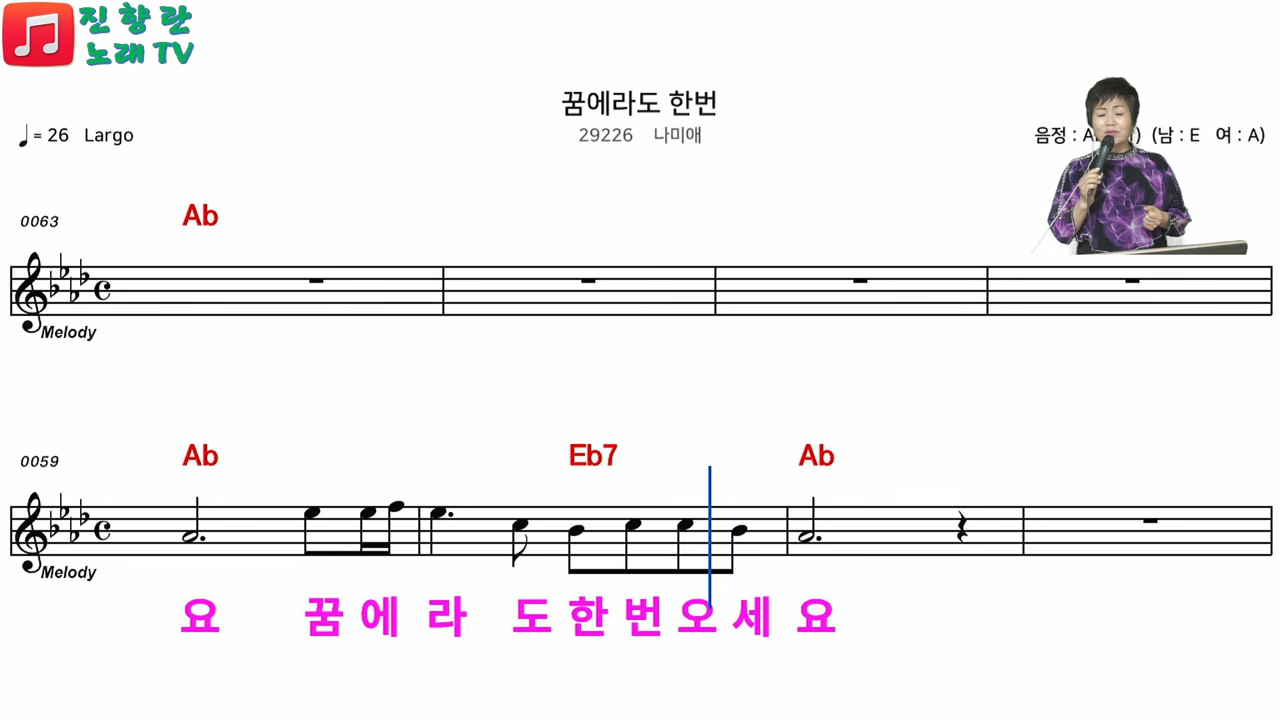 진향란
노래 TV
꿈에라도 한번
= 26 Largo
29226 나미애
음정 : (남 : E 여 : A)
0063
Ab
Melody
0059
Ab Eb7 Ab
Melody
요 꿈에라 도한번오세요